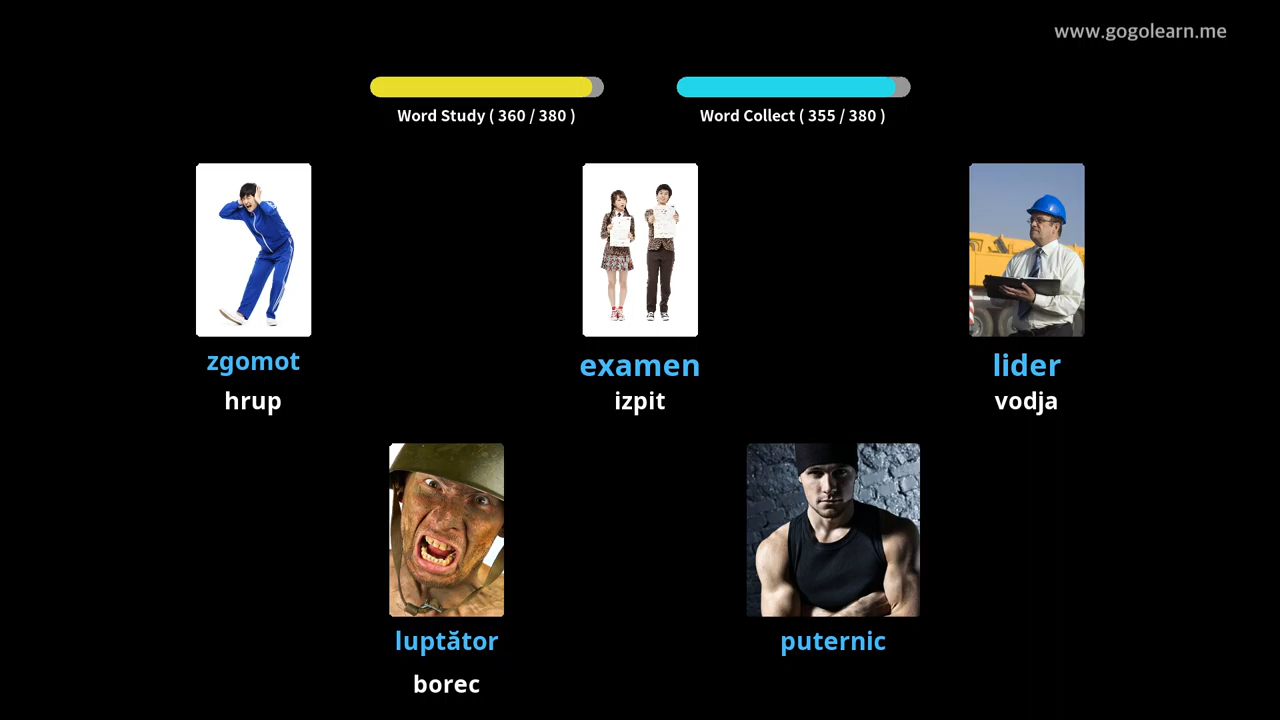 www.gogolearn.me
Word Study ( 360 / 380 )
Word Collect ( 355 / 380 )
zgomot
hrup
examen
izpit
lider
vodja
luptător
borec
puternic